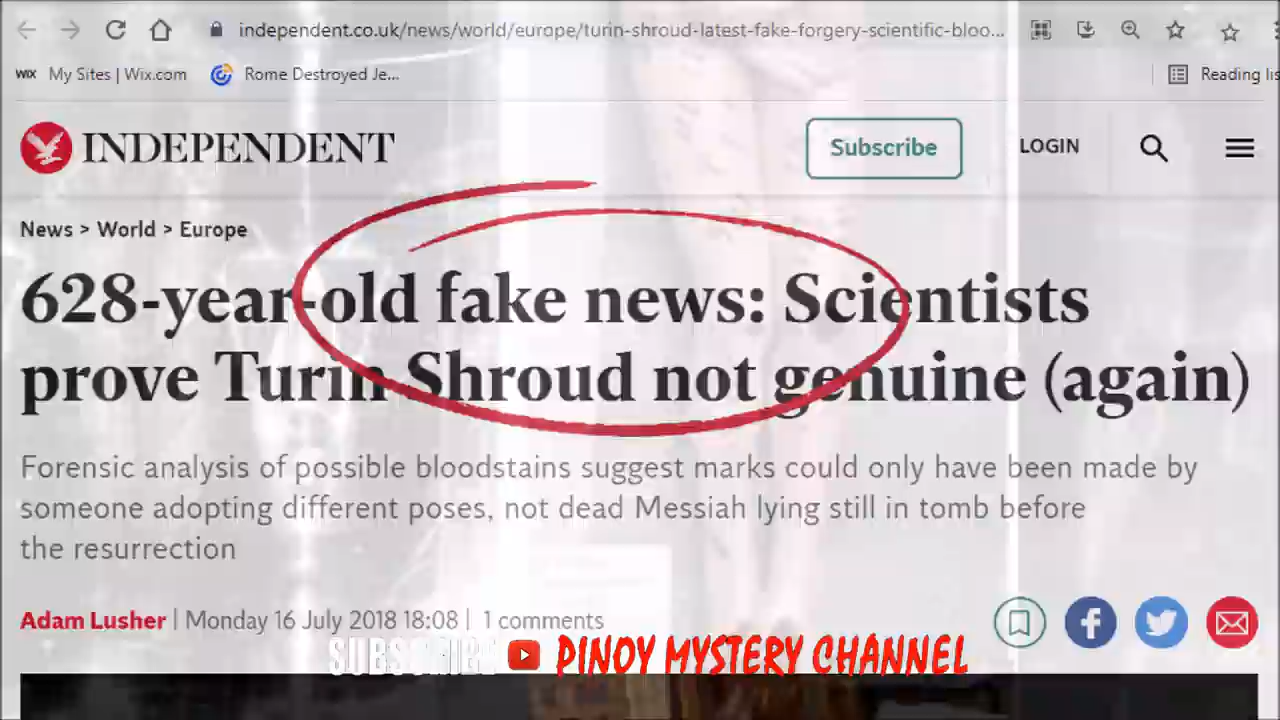 independent.co.uk/news/world/europe/turin-shroud-latest-fake-forgery-scientific-bloo...
WIX My Sites | Wix.com Rome Destroyed Je... Reading lis
INDEPENDENT Subscribe LOGIN
News > World > Europe
628-year-old fake news: Scientists
prove Turin Shroud not genuine (again)
Forensic analysis of possible bloodstains suggest marks could only have been made by
someone adopting different poses, not dead Messiah lying still in tomb before
the resurrection
Adam Lusher | Monday 16 July 2018 18:08 | 1 comments
SUBSCRIBE PINOY MYSTERY CHANNEL